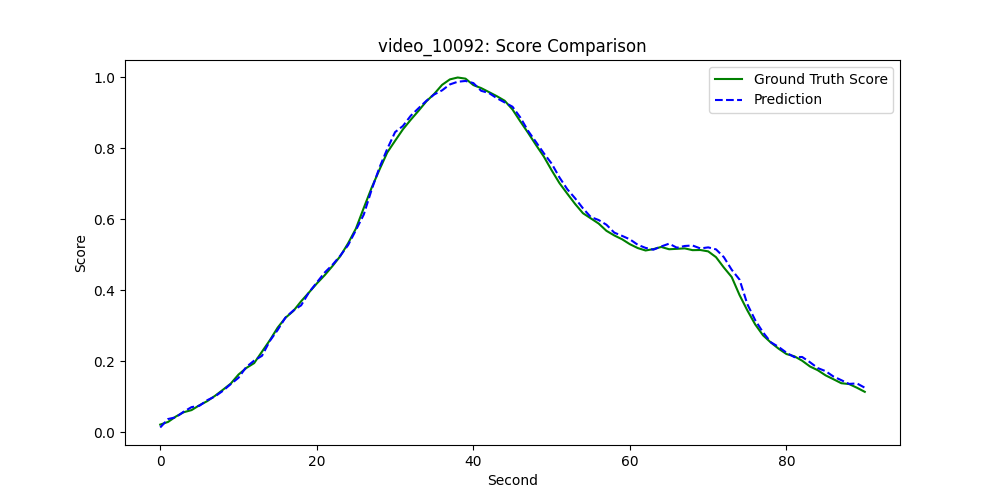 video_10092: Score Comparison
Ground Truth Score
Prediction
1.0
0.8
0.6
0.4
0.2
0.0
Score
0 20 40 60 80
Second